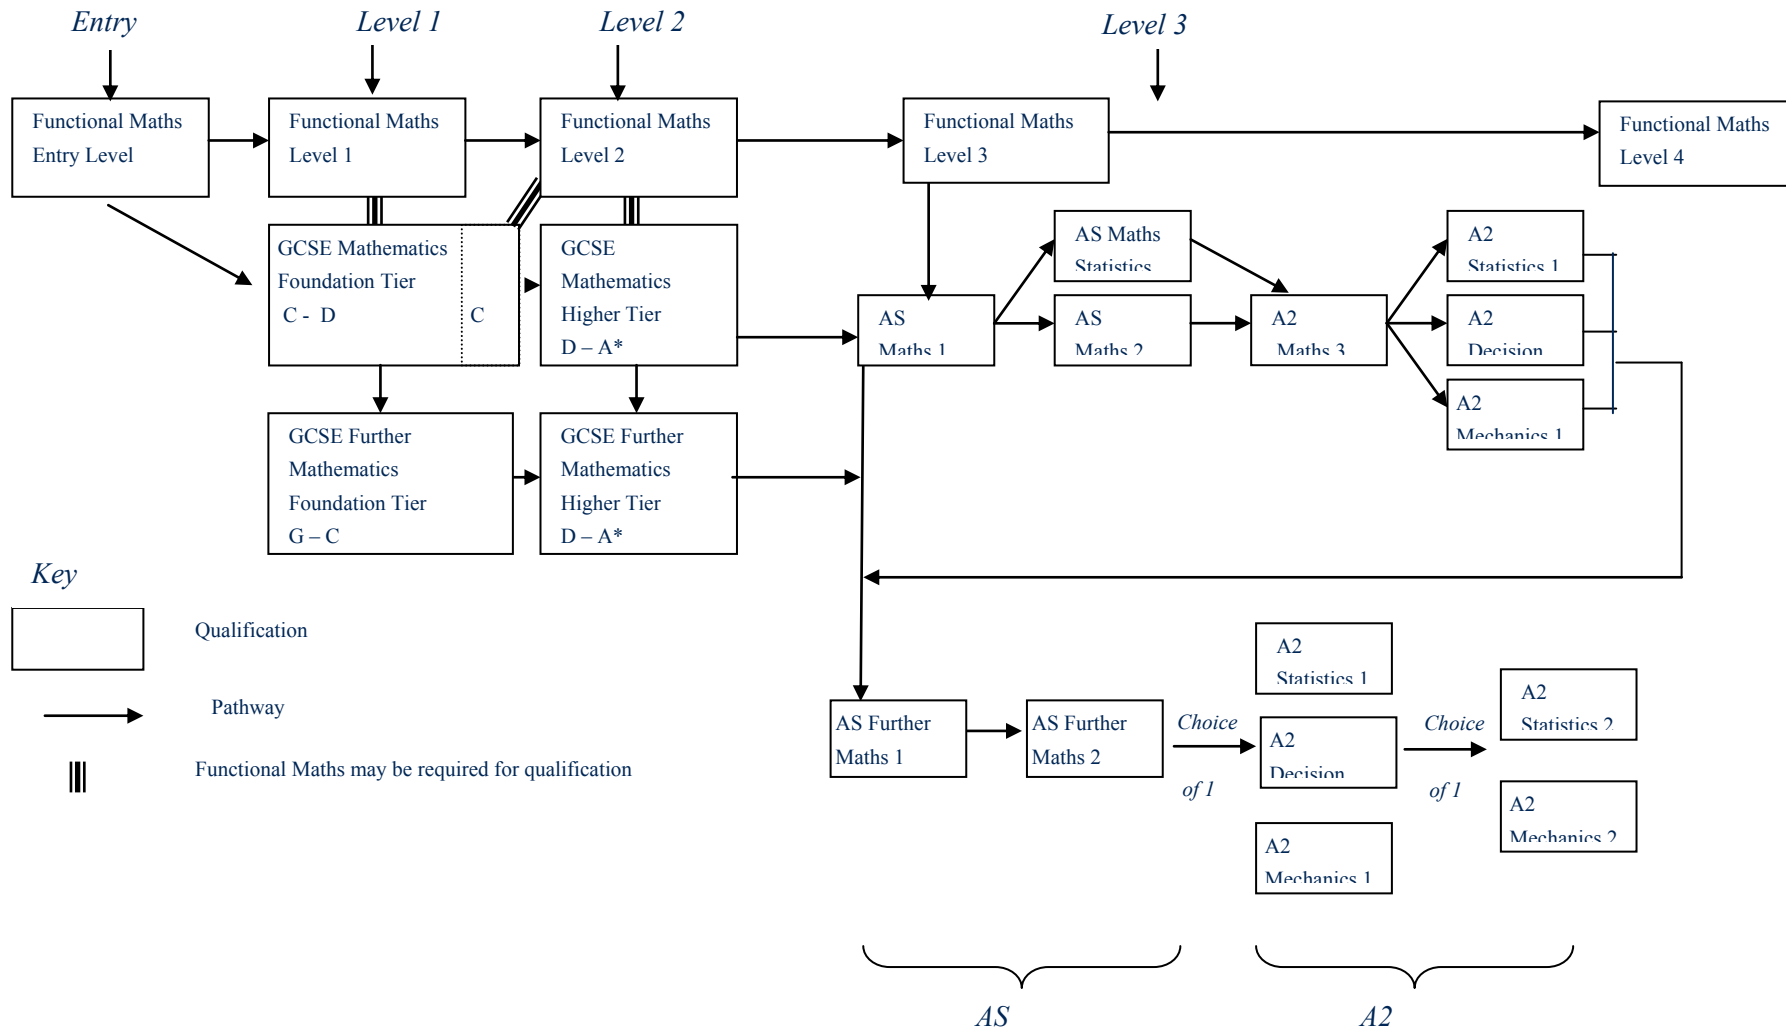 Entry
Level 1
Level 2
Level 3
Functional Maths
Entry Level
Functional Maths
Level 1
Functional Maths
Level 2
Functional Maths
Level 3
Functional Maths
Level 4
GCSE Mathematics
Foundation Tier
C - D
C
GCSE
Mathematics
Higher Tier
D – A*
AS
Maths 1
AS Maths
Statistics
AS
Maths 2
A2
Maths 3
A2
Statistics 1
A2
Decision
A2
Mechanics 1
GCSE Further
Mathematics
Foundation Tier
G – C
GCSE Further
Mathematics
Higher Tier
D – A*
Key
Qualification
Pathway
Functional Maths may be required for qualification
AS Further
Maths 1
AS Further
Maths 2
Choice
of 1
A2
Statistics 1
A2
Decision
A2
Mechanics 1
Choice
of 1
A2
Statistics 2
A2
Mechanics 2
AS
A2